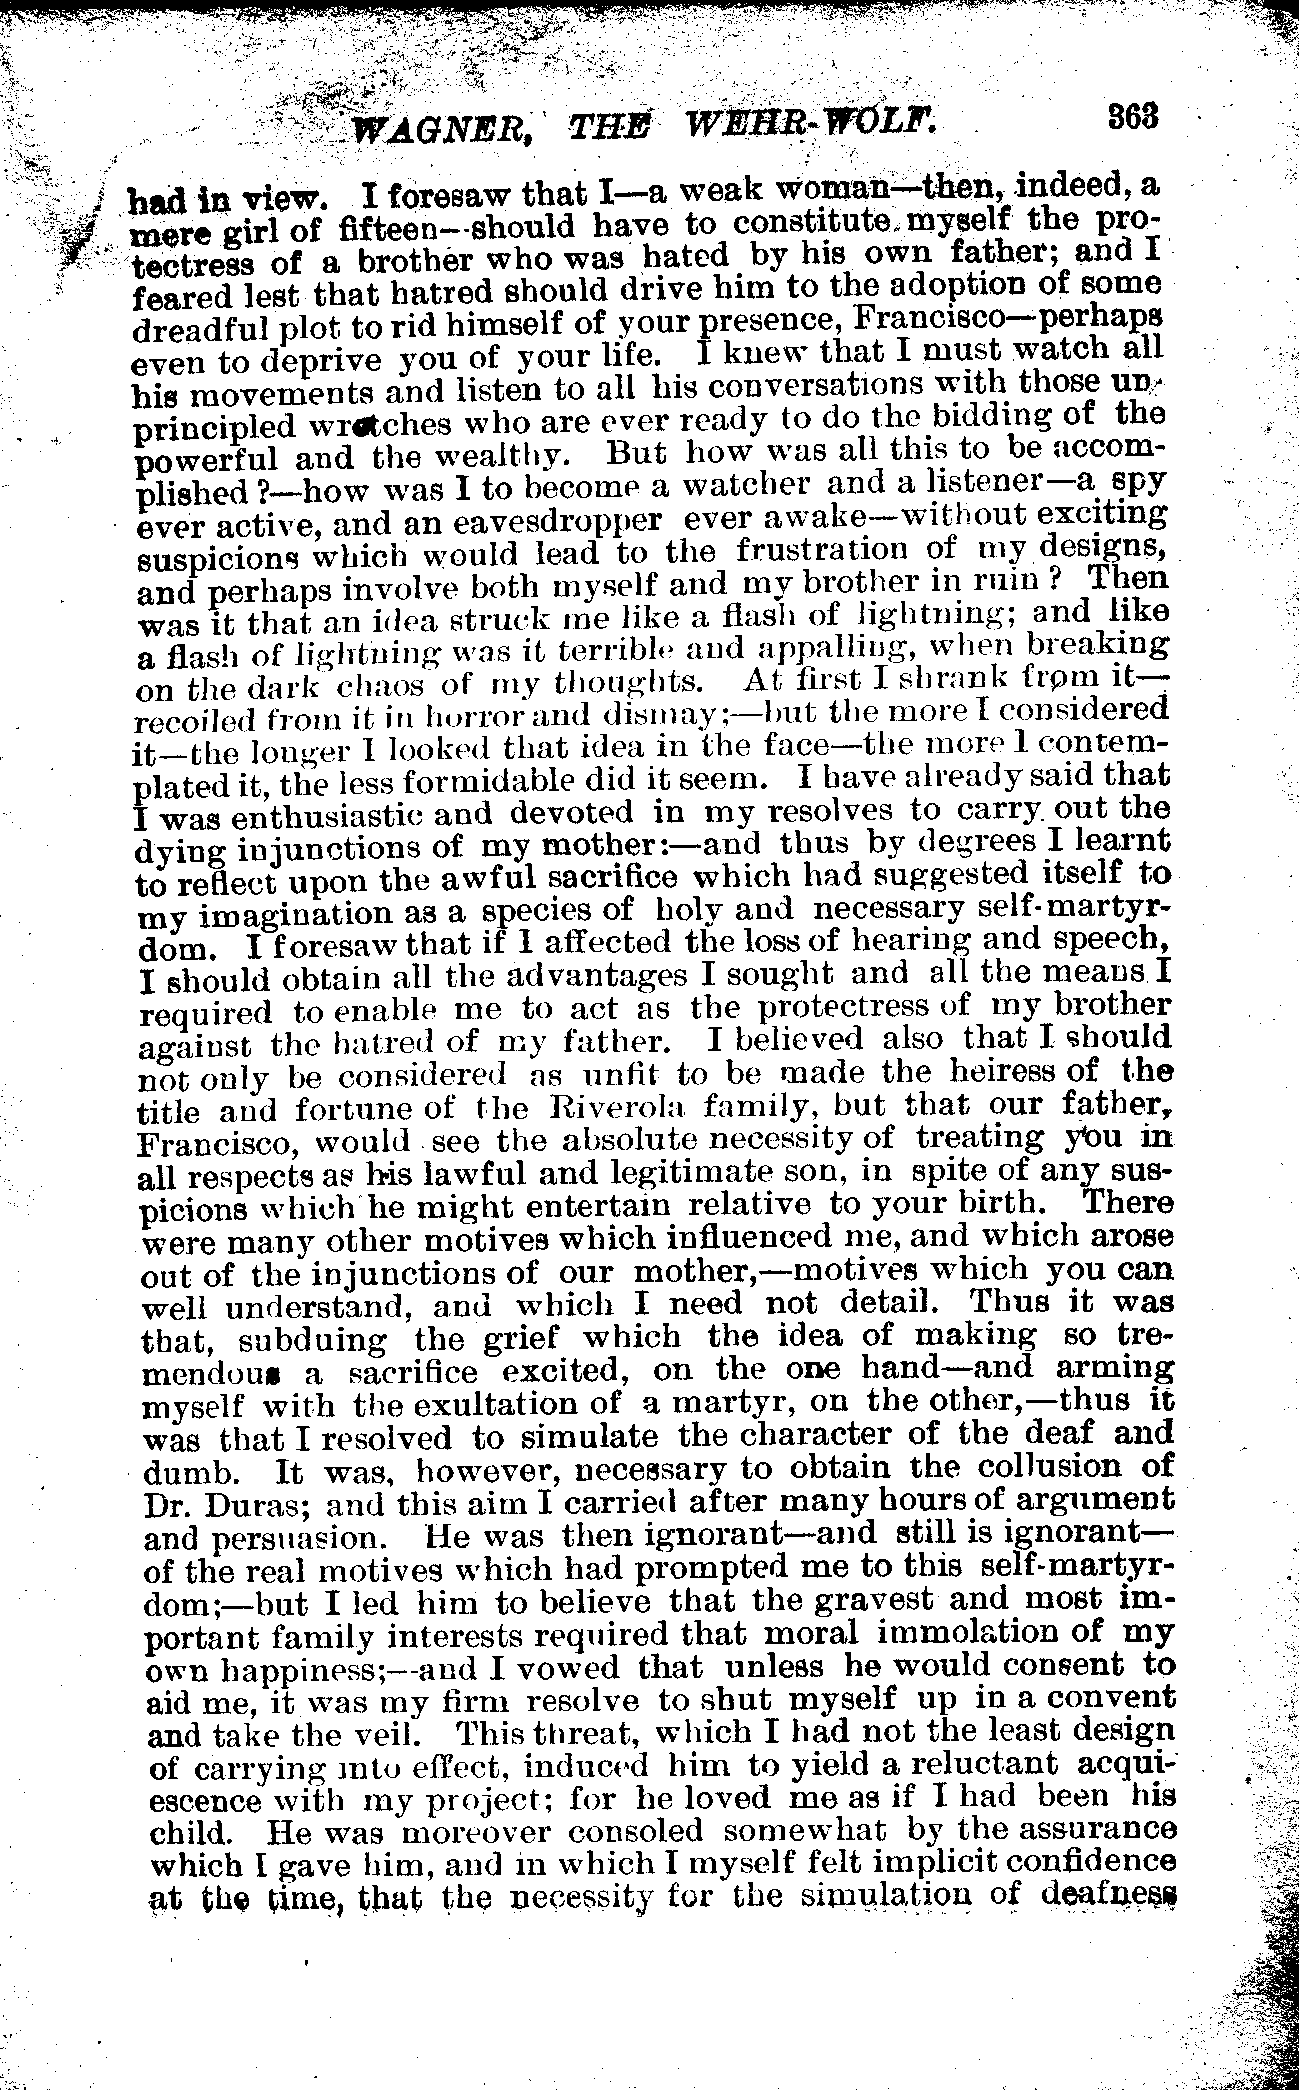 WAGNER, THE WEHR-WOLF. 363
had in view. I foresaw that I—a weak woman—then, indeed, a
mere girl of fifteen—should have to constitute myself the pro-
tectress of a brother who was hated by his own father; and I
feared lest that hatred should drive him to the adoption of some
dreadful plot to rid himself of your presence, Francisco—perhaps
even to deprive you of your life. I knew that I must watch all
his movements and listen to all his conversations with those un-
principled wretches who are ever ready to do the bidding of the
powerful and the wealthy. But how was all this to be accom-
plished?—how was I to become a watcher and a listener—a spy
ever active, and an eavesdropper ever awake—without exciting
suspicions which would lead to the frustration of my designs,
and perhaps involve both myself and my brother in ruin? Then
was it that an idea struck me like a flash of lightning; and like
a flash of lightning was it terrible and appalling, when breaking
on the dark chaos of my thoughts. At first I shrank from it—
recoiled from it in horror and dismay;—but the more I considered
it—the longer I looked that idea in the face—the more I contem-
plated it, the less formidable did it seem. I have already said that
I was enthusiastic and devoted in my resolves to carry out the
dying injunctions of my mother:—and thus by degrees I learnt
to reflect upon the awful sacrifice which had suggested itself to
my imagination as a species of holy and necessary self-martyr-
dom. I foresaw that if I affected the loss of hearing and speech,
I should obtain all the advantages I sought and all the means I
required to enable me to act as the protectress of my brother
against the hatred of my father. I believed also that I should
not only be considered as unfit to be made the heiress of the
title and fortune of the Riverola family, but that our father,
Francisco, would see the absolute necessity of treating you in
all respects as his lawful and legitimate son, in spite of any sus-
picions which he might entertain relative to your birth. There
were many other motives which influenced me, and which arose
out of the injunctions of our mother,—motives which you can
well understand, and which I need not detail. Thus it was
that, subduing the grief which the idea of making so tre-
mendous a sacrifice excited, on the one hand—and arming
myself with the exultation of a martyr, on the other,—thus it
was that I resolved to simulate the character of the deaf and
dumb. It was, however, necessary to obtain the collusion of
Dr. Duras; and this aim I carried after many hours of argument
and persuasion. He was then ignorant—and still is ignorant—
of the real motives which had prompted me to this self-martyr-
dom;—but I led him to believe that the gravest and most im-
portant family interests required that moral immolation of my
own happiness;—and I vowed that unless he would consent to
aid me, it was my firm resolve to shut myself up in a convent
and take the veil. This threat, which I had not the least design
of carrying into effect, induced him to yield a reluctant acqui-
escence with my project; for he loved me as if I had been his
child. He was moreover consoled somewhat by the assurance
which I gave him, and in which I myself felt implicit confidence
at the time, that the necessity for the simulation of deafness